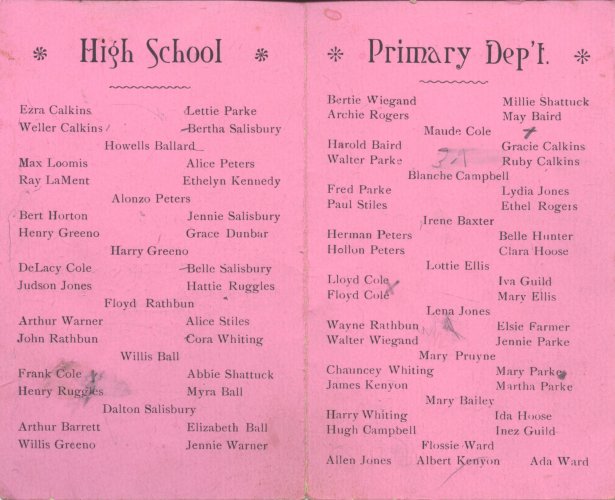 High School
Ezra Calkins Lettie Parke
Weller Calkins Bertha Salisbury
Howells Ballard
Max Loomis Alice Peters
Ray LaMent Ethelyn Kennedy
Alonzo Peters
Bert Horton Jennie Salisbury
Henry Greeno Grace Dunbar
Harry Greeno
DeLacy Cole Belle Salisbury
Judson Jones Hattie Ruggles
Floyd Rathbun
Arthur Warner Alice Stiles
John Rathbun Cora Whiting
Willis Ball
Frank Cole Abbie Shattuck
Henry Ruggles Myra Ball
Dalton Salisbury
Arthur Barrett Elizabeth Ball
Willis Greeno Jennie Warner
Primary Dep't.
Bertie Wiegand Millie Shattuck
Archie Rogers May Baird
Maude Cole
Harold Baird Gracie Calkins
Walter Parke Ruby Calkins
Blanche Campbell
Fred Parke Lydia Jones
Paul Stiles Ethel Rogers
Irene Baxter
Herman Peters Belle Hunter
Hollon Peters Clara Hoose
Lottie Ellis
Lloyd Cole Iva Guild
Floyd Cole Mary Ellis
Lena Jones
Wayne Rathbun Elsie Farmer
Walter Wiegand Jennie Parke
Mary Pruyne
Chauncey Whiting Mary Parke
James Kenyon Martha Parke
Mary Bailey
Harry Whiting Ida Hoose
Hugh Campbell Inez Guild
Flossie Ward
Allen Jones Albert Kenyon Ada Ward